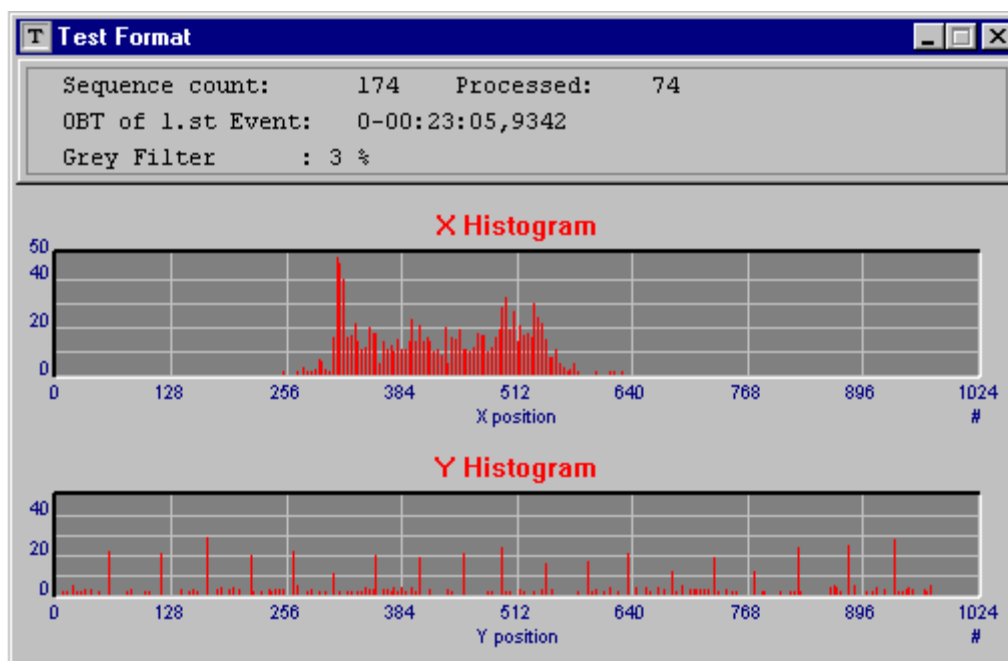 T Test Format
Sequence count: 174 Processed: 74
OBT of 1.st Event: 0-00:23:05,9342
Grey Filter : 3 %
X Histogram
50
40
20
0
0 128 256 384 512 640 768 896 1024
X position #
Y Histogram
40
20
0
0 128 256 384 512 640 768 896 1024
Y position #